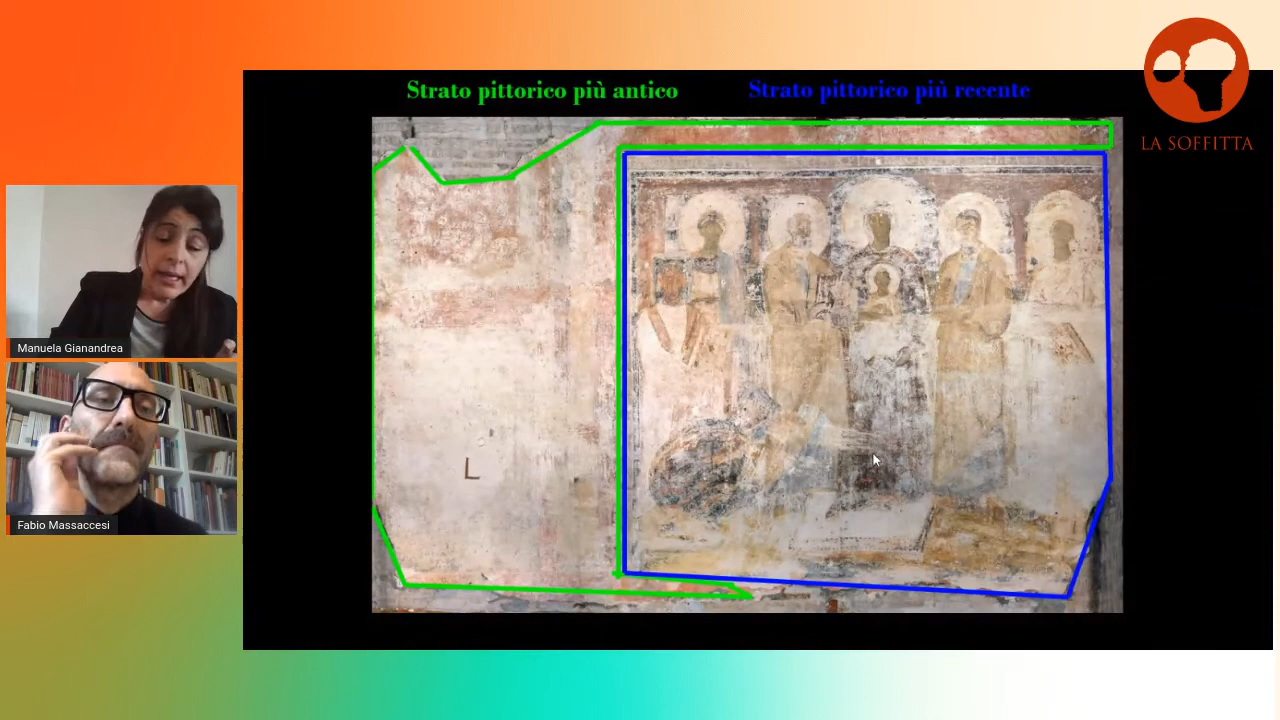 Strato pittorico più antico
Strato pittorico più recente
LA SOFFITTA
Manuela Gianandrea
Fabio Massaccesi
L